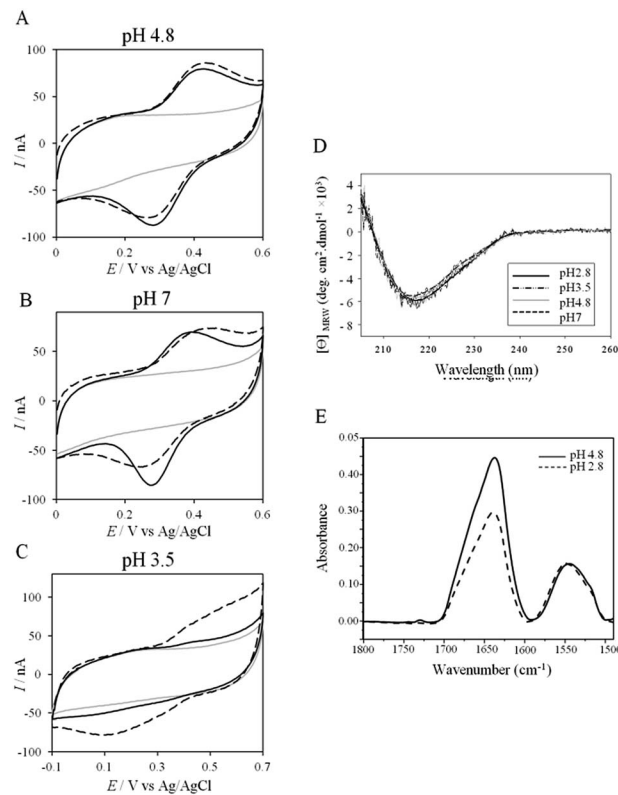 A
pH 4.8
100
50
0
-50
-100
I / nA
0 0.2 0.4 0.6
E / V vs Ag/AgCl
B
pH 7
50
0
-50
-100
I / nA
0 0.2 0.4 0.6
E / V vs Ag/AgCl
C
pH 3.5
100
50
0
-50
-100
I / nA
-0.1 0.1 0.3 0.5 0.7
E / V vs Ag/AgCl
D
4
2
0
-2
-4
-6
-8
[Θ] MRW (deg. cm².dmol⁻¹ ×10³)
pH2.8
pH3.5
pH4.8
pH7
210 220 230 240 250 260
Wavelength (nm)
E
0.05
0.40
0.30
0.20
0.10
0.00
Absorbance
pH 4.8
pH 2.8
1800 1750 1700 1650 1600 1550 1500
Wavenumber (cm⁻¹)